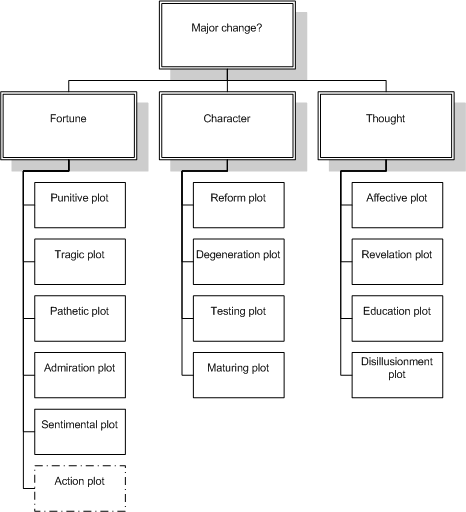 Major change?
Fortune
Character
Thought
Punitive plot
Reform plot
Affective plot
Tragic plot
Degeneration plot
Revelation plot
Pathetic plot
Testing plot
Education plot
Admiration plot
Maturing plot
Disillusionment
plot
Sentimental plot
Action plot